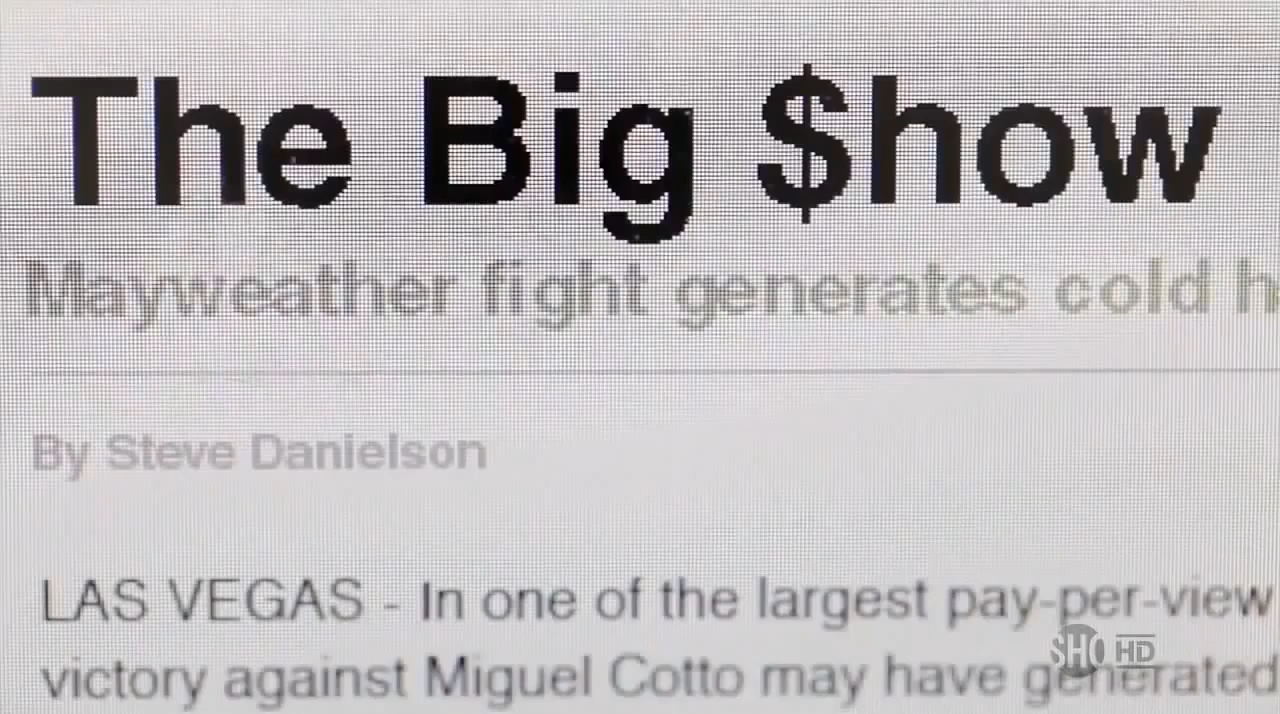 The Big $how
Mayweather fight generates cold h
By Steve Danielson
LAS VEGAS - In one of the largest pay-per-view
victory against Miguel Cotto may have generated
SHO HD